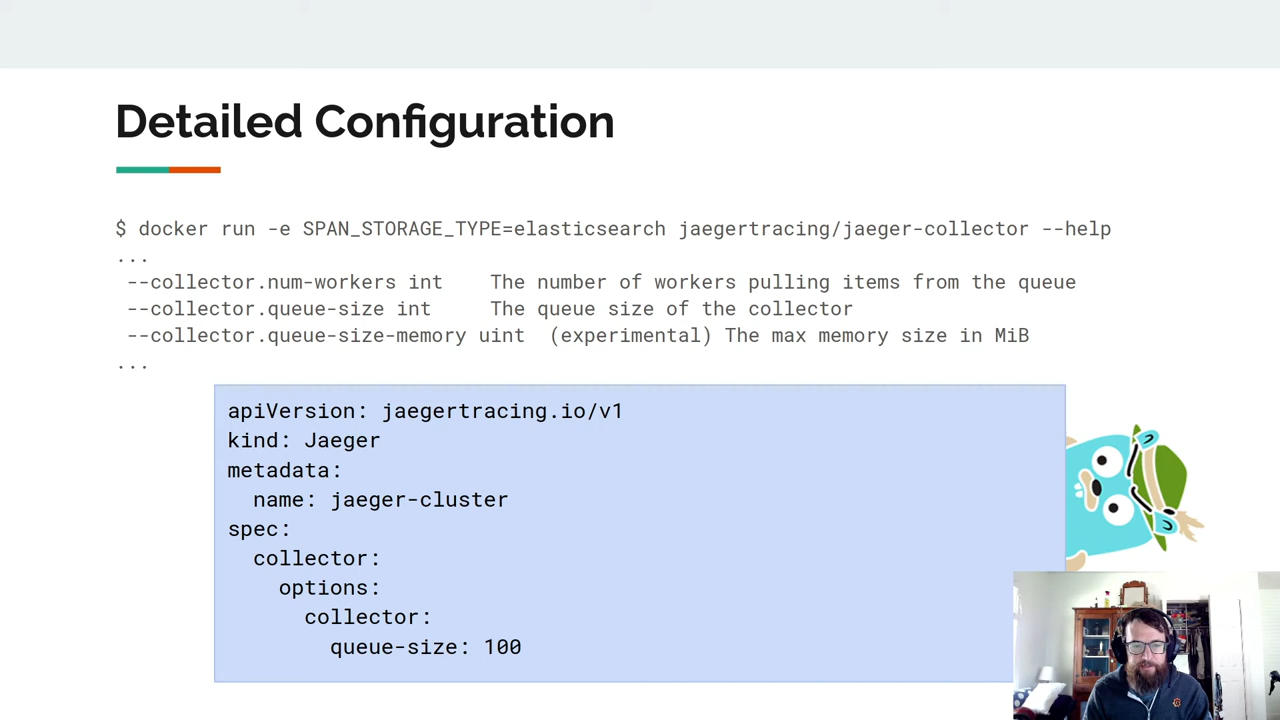 Detailed Configuration
$ docker run -e SPAN_STORAGE_TYPE=elasticsearch jaegertracing/jaeger-collector --help
...
--collector.num-workers int    The number of workers pulling items from the queue
--collector.queue-size int     The queue size of the collector
--collector.queue-size-memory uint  (experimental) The max memory size in MiB
...
apiVersion: jaegertracing.io/v1
kind: Jaeger
metadata:
  name: jaeger-cluster
spec:
  collector:
    options:
      collector:
        queue-size: 100